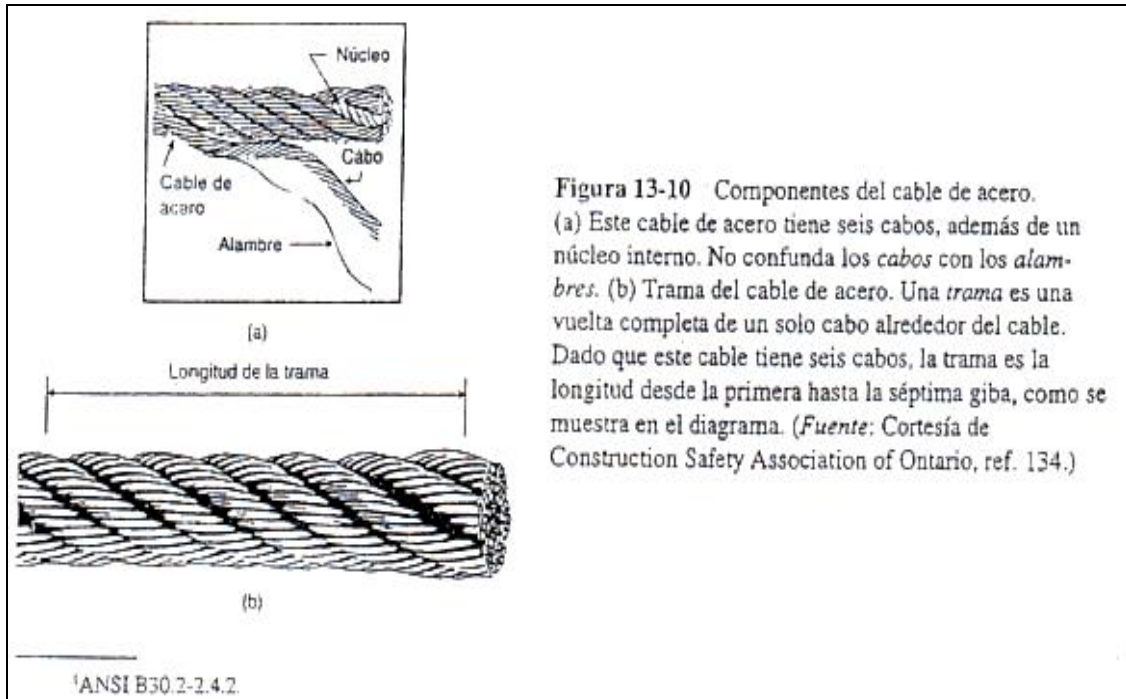 Núcleo
Cabo
Cable de
acero
Alambre
(a)
Longitud de la trama
(b)
Figura 13-10 Componentes del cable de acero.
(a) Este cable de acero tiene seis cabos, además de un
núcleo interno. No confunda los cabos con los alam-
bres. (b) Trama del cable de acero. Una trama es una
vuelta completa de un solo cabo alrededor del cable.
Dado que este cable tiene seis cabos, la trama es la
longitud desde la primera hasta la séptima giba, como se
muestra en el diagrama. (Fuente: Cortesía de
Construction Safety Association of Ontario, ref. 134.)
¹ANSI B30.2-2.4.2.